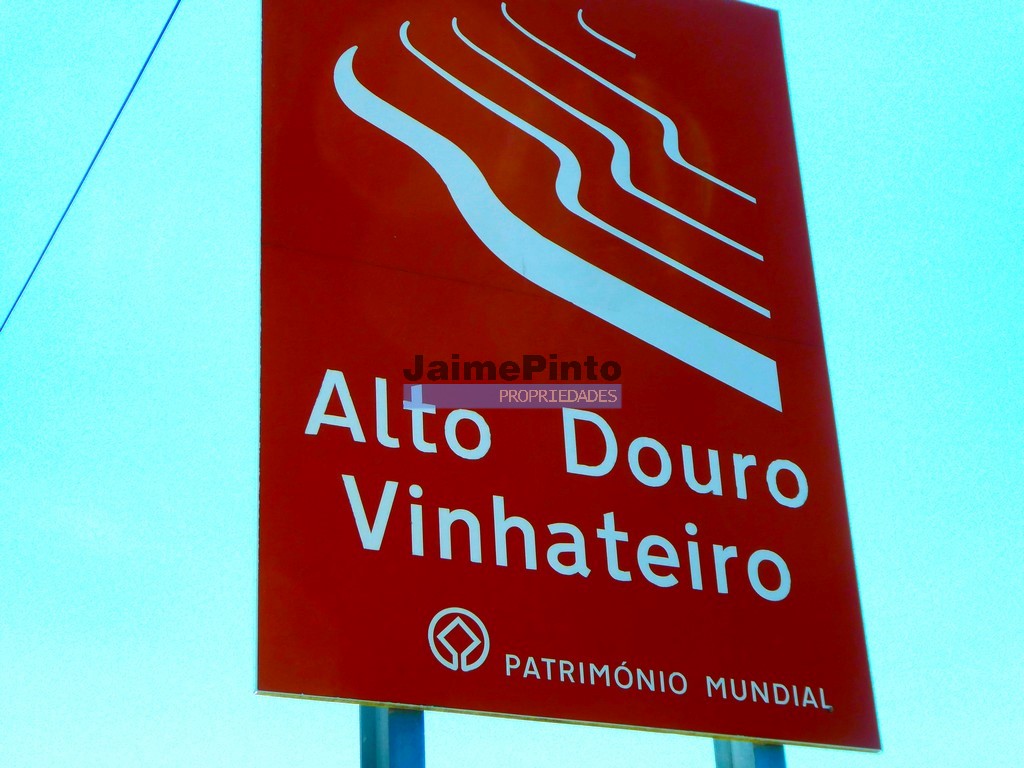 JaimePinto
PROPRIEDADES
Alto Douro
Vinhateiro
PATRIMÓNIO MUNDIAL